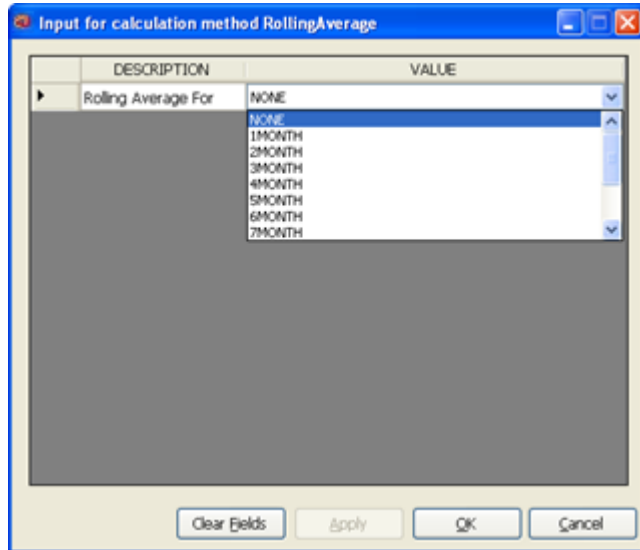 Input for calculation method RollingAverage
DESCRIPTION VALUE
Rolling Average For NONE
NONE
1MONTH
2MONTH
3MONTH
4MONTH
5MONTH
6MONTH
7MONTH
Clear Fields Apply OK Cancel